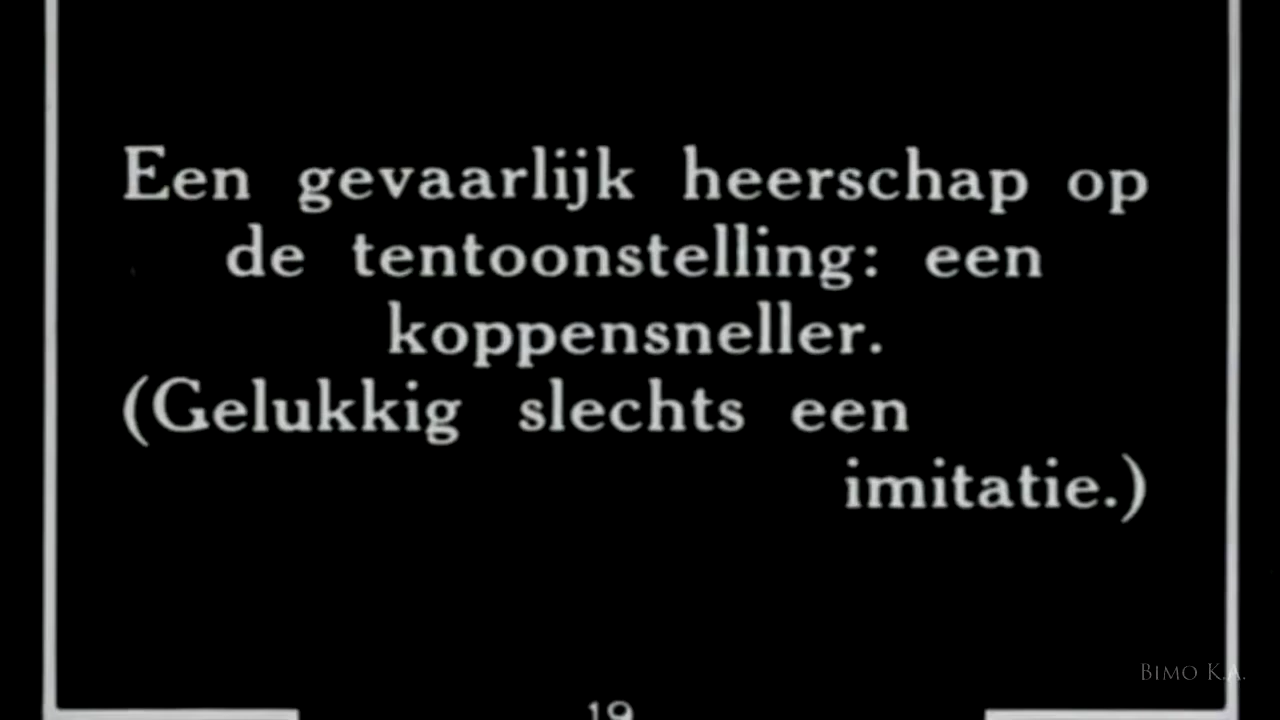 Een gevaarlijk heerschap op
de tentoonstelling: een
koppensneller.
(Gelukkig slechts een
imitatie.)
19
BIMO K.A.